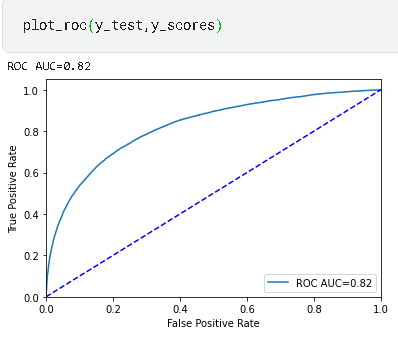 plot_roc(y_test,y_scores)
ROC AUC=0.82
1.0
0.8
0.6
0.4
0.2
0.0
True Positive Rate
ROC AUC=0.82
0.0 0.2 0.4 0.6 0.8 1.0
False Positive Rate